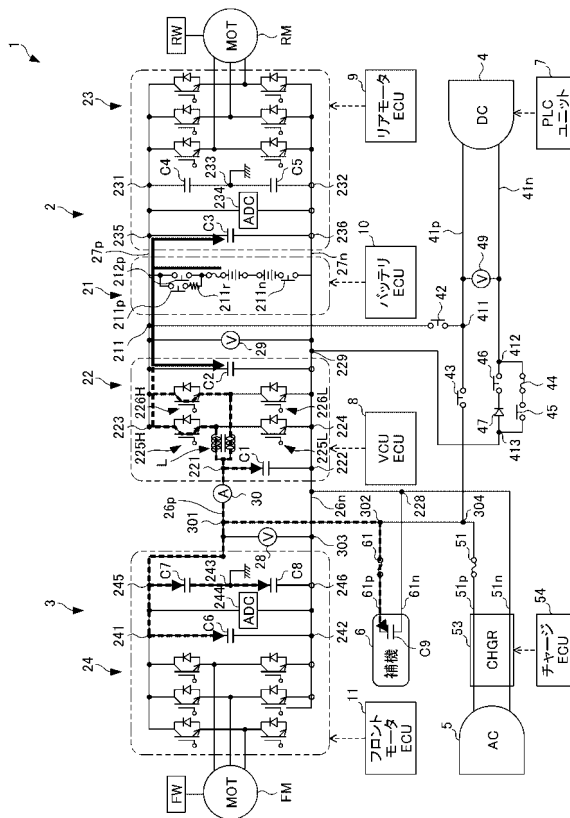 1
RW
MOT
RM
23
231
C4
233
C5
232
234
ADC
C3
235
236
9
リアモータ
ECU
2
27p
27n
212p
21
211p
211r
211n
10
バッテリ
ECU
211
V
29
229
22
C2
226H
226L
223
224
225H
225L
L
221
C1
222
8
VCU ECU
A
30
26p
26n
301
302
228
304
V
28
303
3
245
C7
243
C8
246
244
ADC
241
C6
242
24
11
フロント
モータ
ECU
FW
MOT
FM
4
DC
7
PLC
ユニット
41p
41n
V
49
42
411
412
43
46
44
47
45
413
61
61p
61n
6
補機
C9
51
51p
51n
53
CHGR
54
チャージ
ECU
5
AC